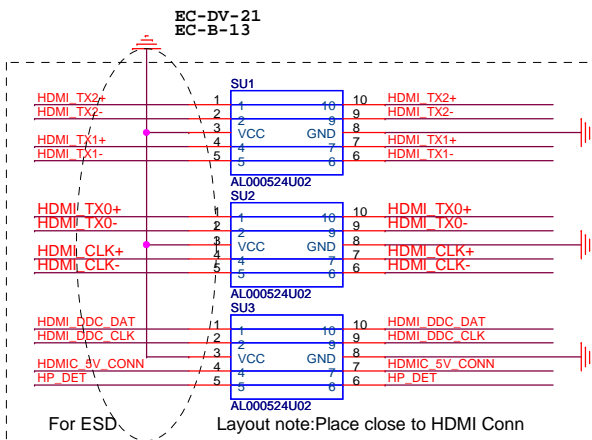 EC-DV-21
EC-B-13
SU1
HDMI_TX2+ 1 10 10 HDMI_TX2+
HDMI_TX2- 2 2 9 9 HDMI_TX2-
3 VCC GND 8
HDMI_TX1+ 4 4 7 7 HDMI_TX1+
HDMI_TX1- 5 5 6 6 HDMI_TX1-
AL000524U02
SU2
HDMI_TX0+ 1 1 10 10 HDMI_TX0+
HDMI_TX0- 2 2 9 9 HDMI_TX0-
3 VCC GND 8
HDMI_CLK+ 4 4 7 7 HDMI_CLK+
HDMI_CLK- 5 5 6 6 HDMI_CLK-
AL000524U02
SU3
HDMI_DDC_DAT 1 1 10 10 HDMI_DDC_DAT
HDMI_DDC_CLK 2 2 9 9 HDMI_DDC_CLK
3 VCC GND 8
HDMIC_5V_CONN 4 4 7 7 HDMIC_5V_CONN
HP_DET 5 5 6 6 HP_DET
AL000524U02
For ESD
Layout note:Place close to HDMI Conn